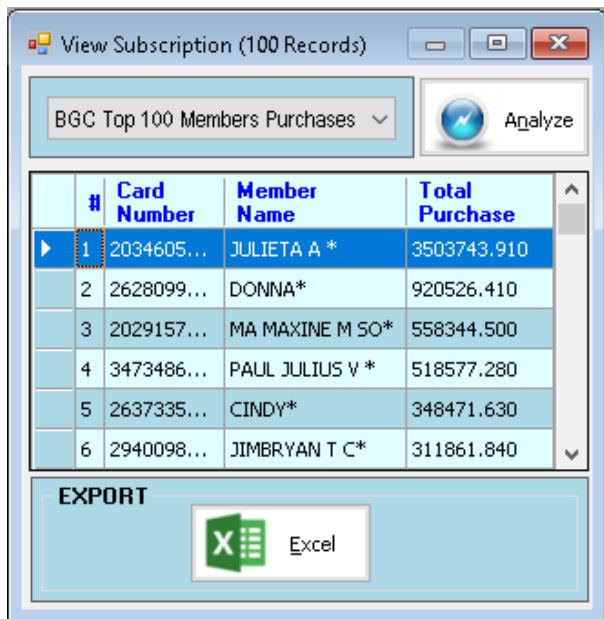 View Subscription (100 Records)
BGC Top 100 Members Purchases
Analyze
# Card Number Member Name Total Purchase
1 2034605... JULIETA A * 3503743.910
2 2628099... DONNA* 920526.410
3 2029157... MA MAXINE M SO* 558344.500
4 3473486... PAUL JULIUS V * 518577.280
5 2637335... CINDY* 348471.630
6 2940098... JIMBRYAN T C* 311861.840
EXPORT
Excel